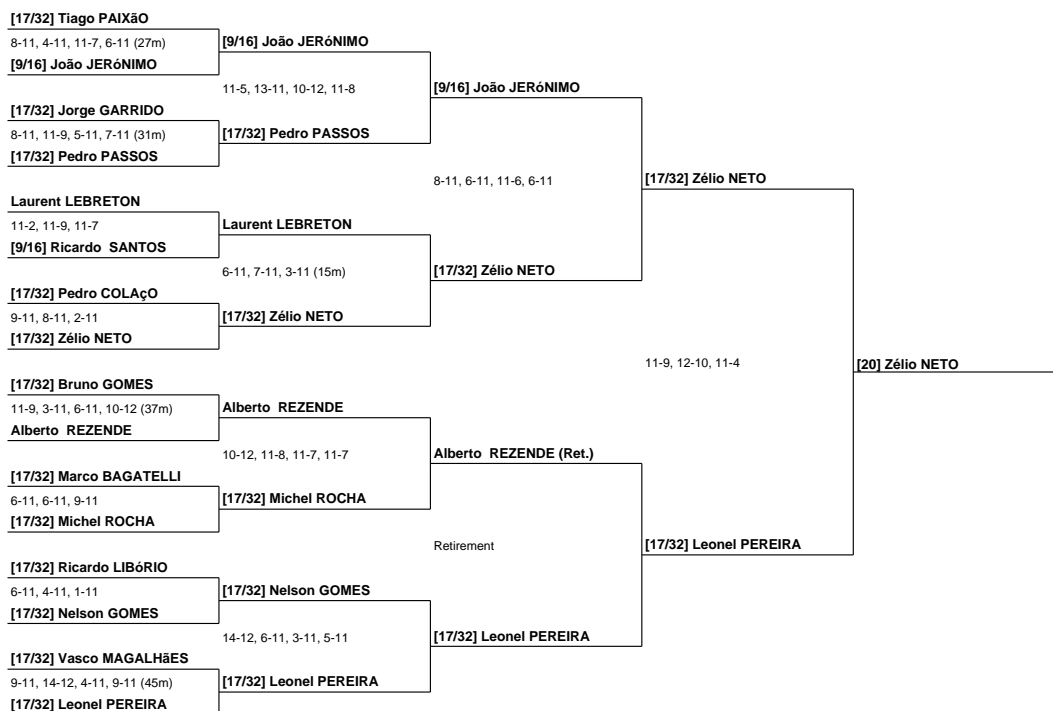 [17/32] Tiago PAIXãO
8-11, 4-11, 11-7, 6-11 (27m)
[9/16] João JERóNIMO
[17/32] Jorge GARRIDO
8-11, 11-9, 5-11, 7-11 (31m)
[17/32] Pedro PASSOS
Laurent LEBRETON
11-2, 11-9, 11-7
[9/16] Ricardo  SANTOS
[17/32] Pedro COLAçO
9-11, 8-11, 2-11
[17/32] Zélio NETO
[17/32] Bruno GOMES
11-9, 3-11, 6-11, 10-12 (37m)
Alberto  REZENDE
[17/32] Marco BAGATELLI
6-11, 6-11, 9-11
[17/32] Michel ROCHA
[17/32] Ricardo LIBóRIO
6-11, 4-11, 1-11
[17/32] Nelson GOMES
[17/32] Vasco MAGALHãES
9-11, 14-12, 4-11, 9-11 (45m)
[17/32] Leonel PEREIRA
[9/16] João JERóNIMO
11-5, 13-11, 10-12, 11-8
[17/32] Pedro PASSOS
Laurent LEBRETON
6-11, 7-11, 3-11 (15m)
[17/32] Zélio NETO
Alberto  REZENDE
10-12, 11-8, 11-7, 11-7
[17/32] Michel ROCHA
[17/32] Nelson GOMES
14-12, 6-11, 3-11, 5-11
[17/32] Leonel PEREIRA
[9/16] João JERóNIMO
8-11, 6-11, 11-6, 6-11
[17/32] Zélio NETO
Alberto  REZENDE (Ret.)
Retirement
[17/32] Leonel PEREIRA
[17/32] Zélio NETO
11-9, 12-10, 11-4
[17/32] Leonel PEREIRA
[20] Zélio NETO